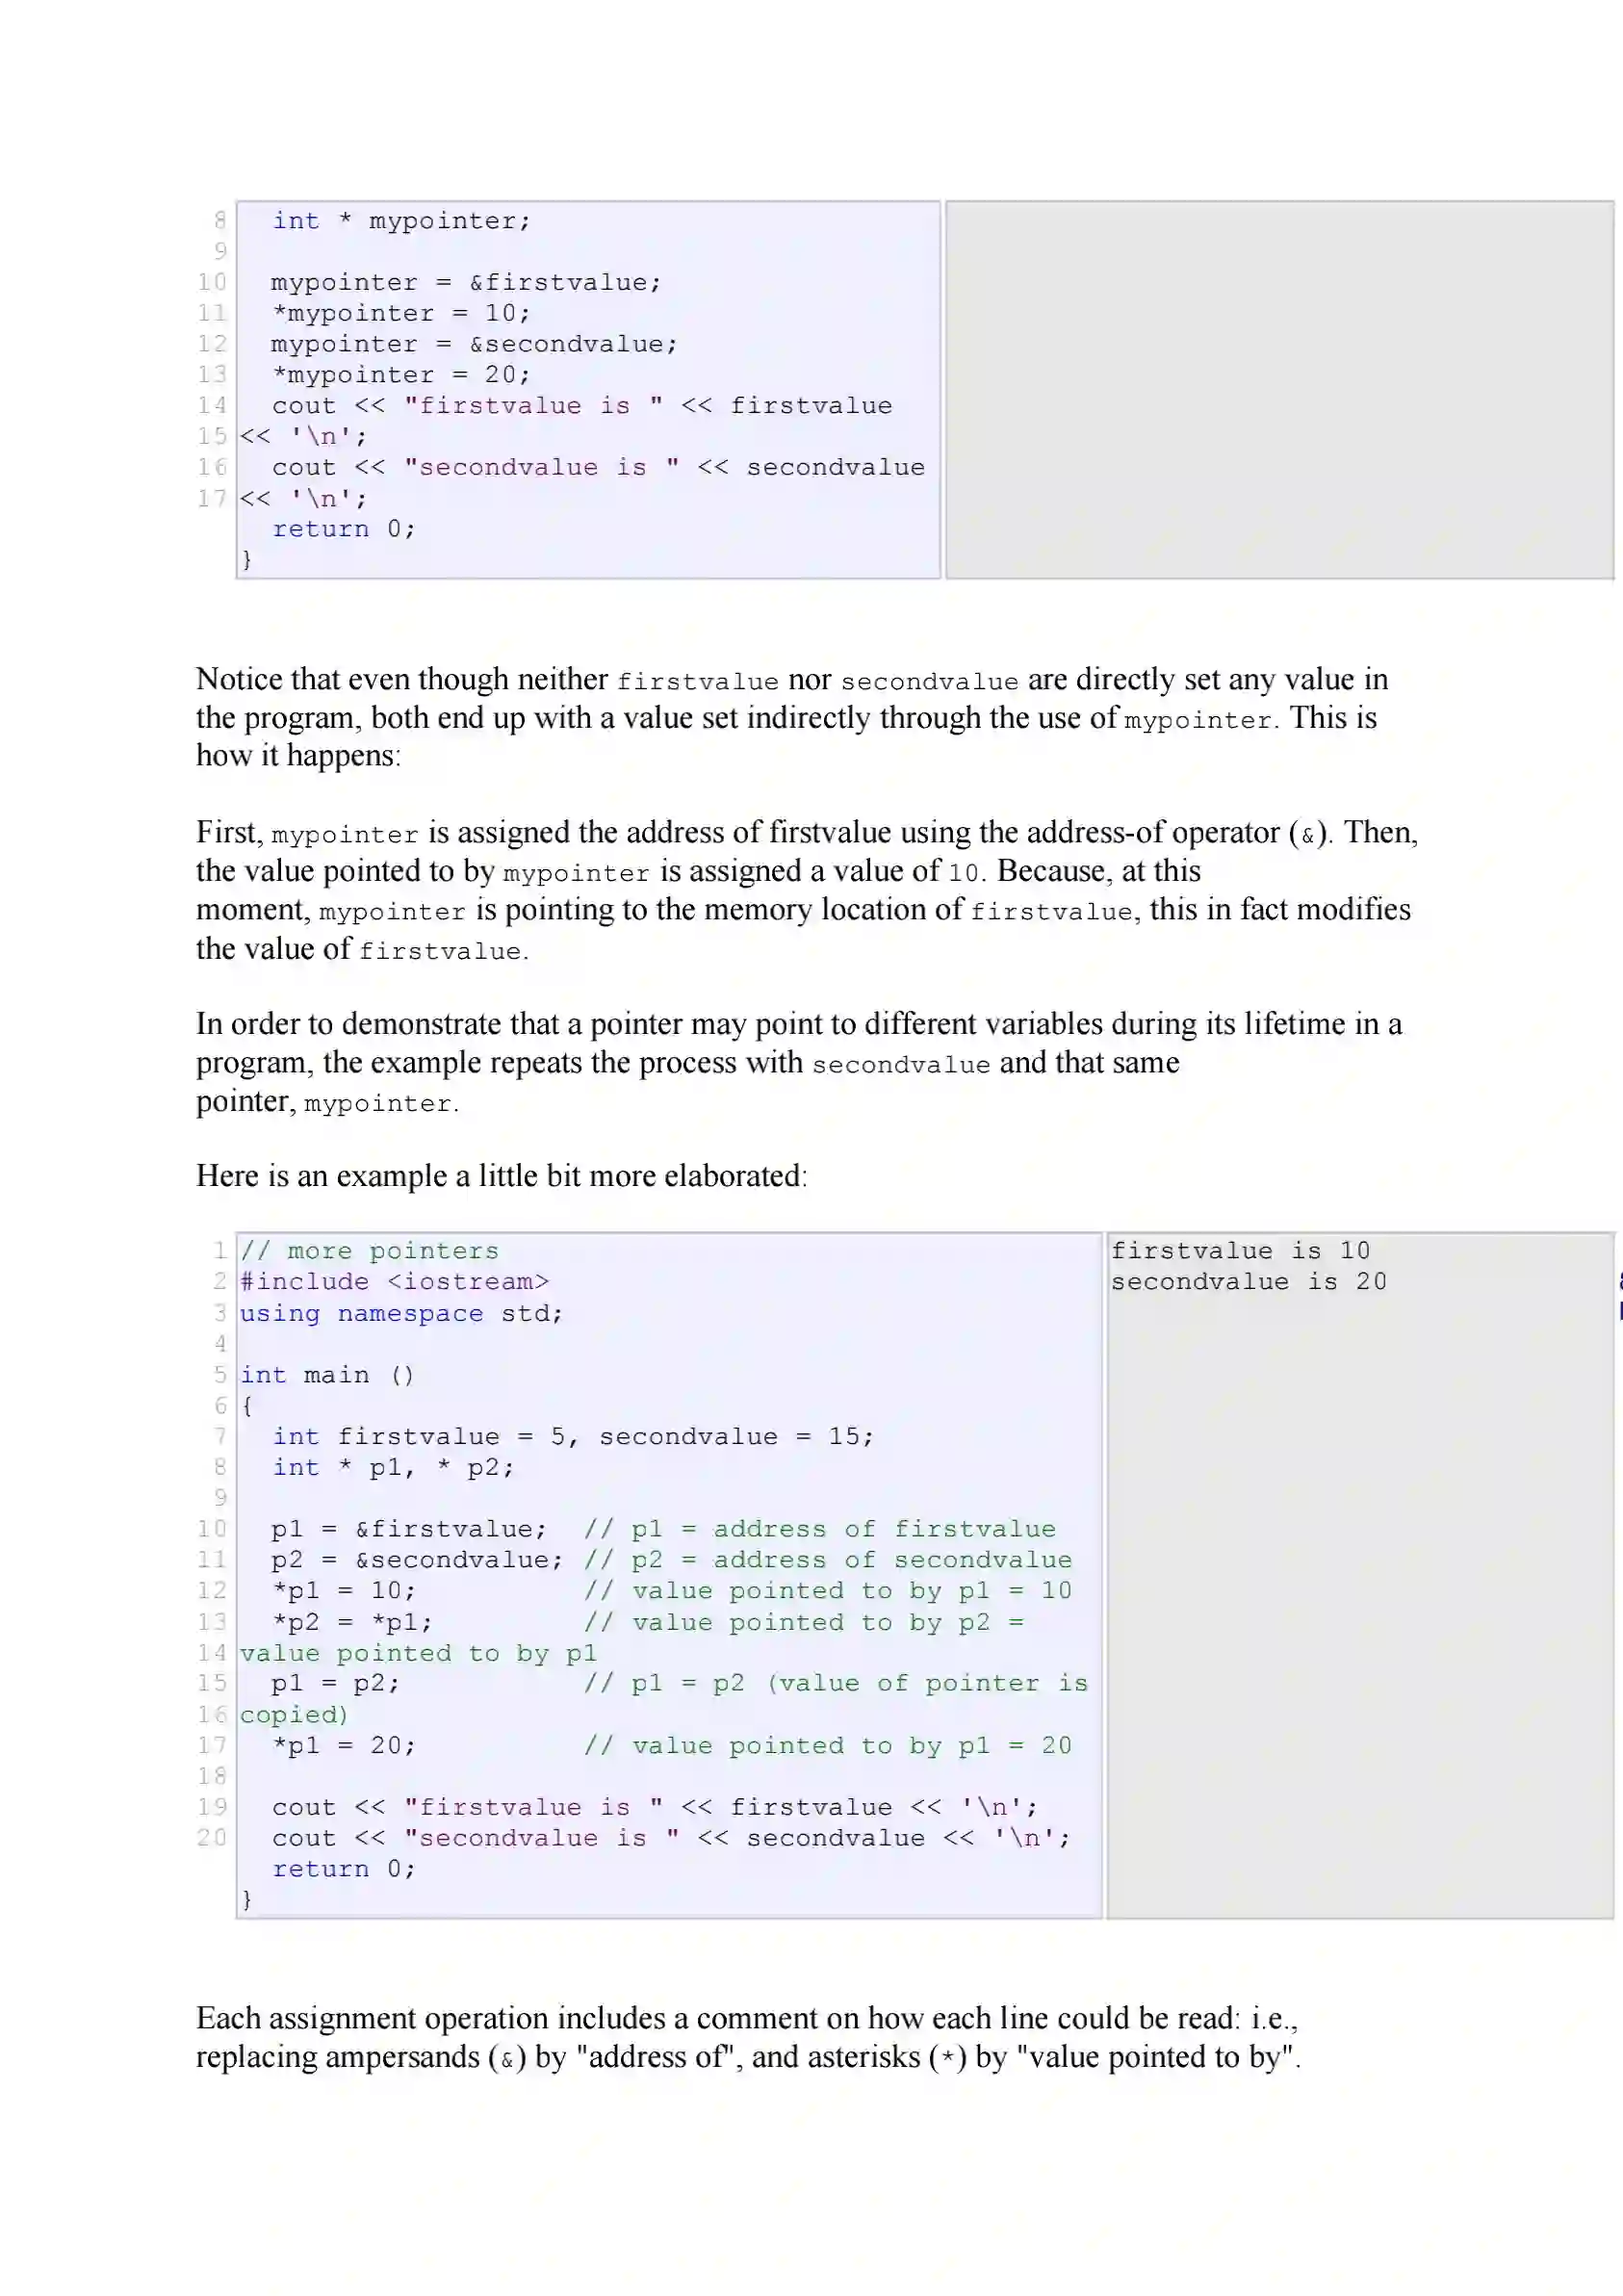 8 int * mypointer;
9
10 mypointer = &firstvalue;
11 *mypointer = 10;
12 mypointer = &secondvalue;
13 *mypointer = 20;
14 cout << "firstvalue is " << firstvalue
15 << '\n';
16 cout << "secondvalue is " << secondvalue
17 << '\n';
return 0;
}
Notice that even though neither firstvalue nor secondvalue are directly set any value in
the program, both end up with a value set indirectly through the use of mypointer. This is
how it happens:
First, mypointer is assigned the address of firstvalue using the address-of operator (&). Then,
the value pointed to by mypointer is assigned a value of 10. Because, at this
moment, mypointer is pointing to the memory location of firstvalue, this in fact modifies
the value of firstvalue.
In order to demonstrate that a pointer may point to different variables during its lifetime in a
program, the example repeats the process with secondvalue and that same
pointer, mypointer.
Here is an example a little bit more elaborated:
1 // more pointers
2 #include <iostream>
3 using namespace std;
4
5 int main ()
6 {
7 int firstvalue = 5, secondvalue = 15;
8 int * p1, * p2;
9
10 p1 = &firstvalue; // p1 = address of firstvalue
11 p2 = &secondvalue; // p2 = address of secondvalue
12 *p1 = 10; // value pointed to by p1 = 10
13 *p2 = *p1; // value pointed to by p2 =
14 value pointed to by p1
15 p1 = p2; // p1 = p2 (value of pointer is
16 copied)
17 *p1 = 20; // value pointed to by p1 = 20
18
19 cout << "firstvalue is " << firstvalue << '\n';
20 cout << "secondvalue is " << secondvalue << '\n';
return 0;
}
firstvalue is 10
secondvalue is 20
Each assignment operation includes a comment on how each line could be read: i.e.,
replacing ampersands (&) by "address of", and asterisks (*) by "value pointed to by".